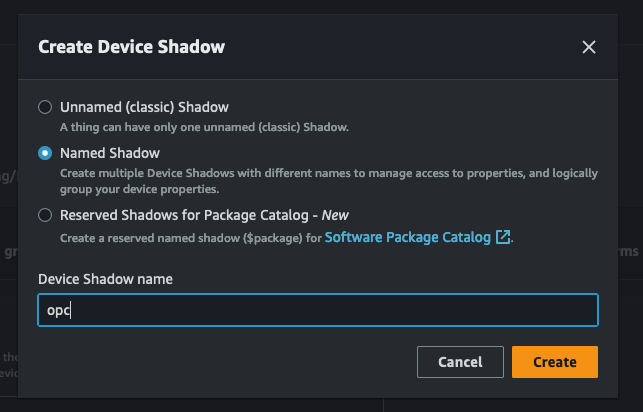 Create Device Shadow
Unnamed (classic) Shadow
A thing can have only one unnamed (classic) Shadow.
Named Shadow
Create multiple Device Shadows with different names to manage access to properties, and logically
group your device properties.
Reserved Shadows for Package Catalog - New
Create a reserved named shadow ($package) for Software Package Catalog.
Device Shadow name
opc
Cancel
Create